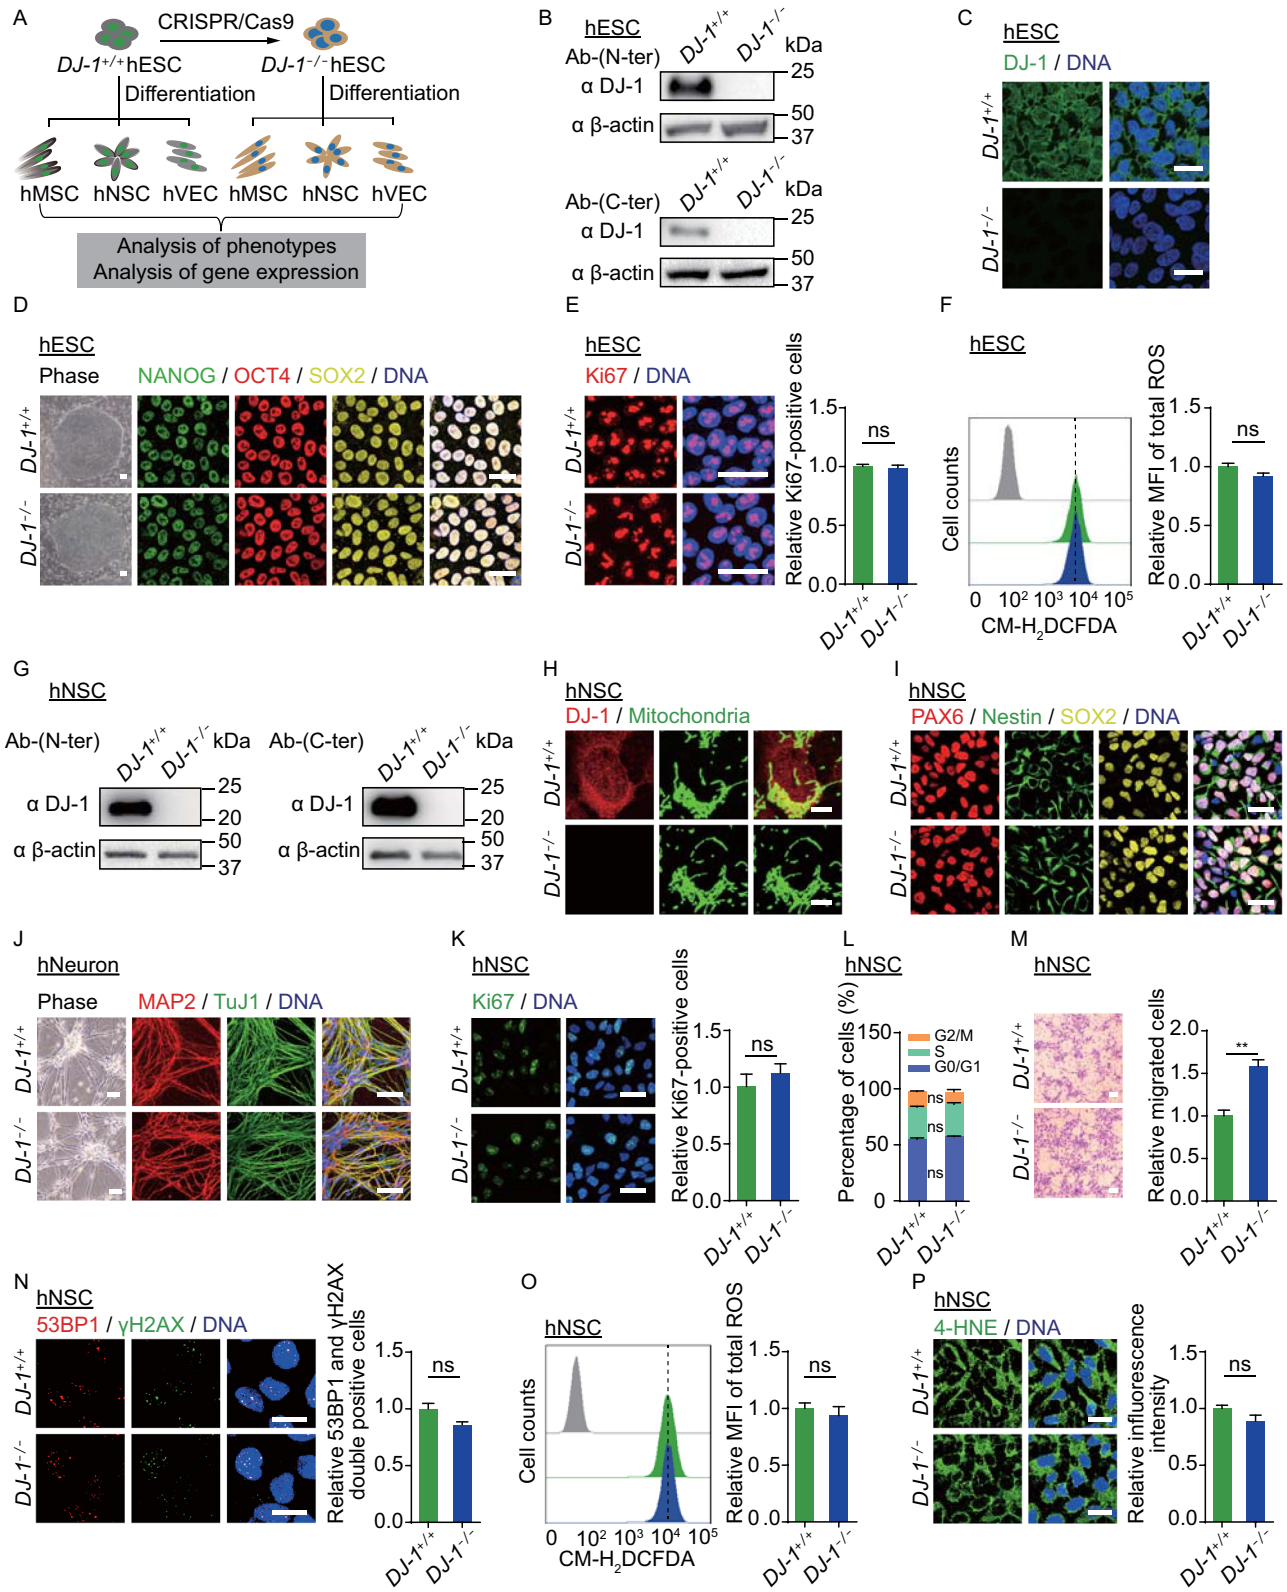 A
CRISPR/Cas9
DJ-1+/+hESC
DJ-1−/−hESC
Differentiation
Differentiation
hMSC hNSC hVEC hMSC hNSC hVEC
Analysis of phenotypes
Analysis of gene expression
B
hESC
Ab-(N-ter) DJ-1+/+ DJ-1−/− kDa
α DJ-1 25
α β-actin 50
37
Ab-(C-ter) DJ-1+/+ DJ-1−/− kDa
α DJ-1 25
α β-actin 50
37
C
hESC
DJ-1 / DNA
DJ-1+/+
DJ-1−/−
D
hESC
Phase NANOG / OCT4 / SOX2 / DNA
DJ-1+/+
DJ-1−/−
E
hESC
Ki67 / DNA
DJ-1+/+
DJ-1−/−
Relative Ki67-positive cells
1.5
1.0
0.5
0.0
ns
DJ-1+/+ DJ-1−/−
F
hESC
Cell counts
0 10² 10³ 10⁴ 10⁵
CM-H₂DCFDA
Relative MFI of total ROS
1.5
1.0
0.5
0.0
ns
DJ-1+/+ DJ-1−/−
G
hNSC
Ab-(N-ter) DJ-1+/+ DJ-1−/− kDa
α DJ-1 25
20
α β-actin 50
37
Ab-(C-ter) DJ-1+/+ DJ-1−/− kDa
α DJ-1 25
20
α β-actin 50
37
H
hNSC
DJ-1 / Mitochondria
DJ-1+/+
DJ-1−/−
I
hNSC
PAX6 / Nestin / SOX2 / DNA
DJ-1+/+
DJ-1−/−
J
hNeuron
Phase MAP2 / TuJ1 / DNA
DJ-1+/+
DJ-1−/−
K
hNSC
Ki67 / DNA
DJ-1+/+
DJ-1−/−
Relative Ki67-positive cells
1.5
1.0
0.5
0.0
ns
DJ-1+/+ DJ-1−/−
L
hNSC
Percentage of cells (%)
150
100
50
0
G2/M
S
G0/G1
ns
ns
ns
DJ-1+/+ DJ-1−/−
M
hNSC
DJ-1+/+
DJ-1−/−
Relative migrated cells
2.0
1.5
1.0
0.5
0.0
**
DJ-1+/+ DJ-1−/−
N
hNSC
53BP1 / γH2AX / DNA
DJ-1+/+
DJ-1−/−
Relative 53BP1 and γH2AX
double positive cells
1.5
1.0
0.5
0.0
ns
DJ-1+/+ DJ-1−/−
O
hNSC
Cell counts
0 10² 10³ 10⁴ 10⁵
CM-H₂DCFDA
Relative MFI of total ROS
1.5
1.0
0.5
0.0
ns
DJ-1+/+ DJ-1−/−
P
hNSC
4-HNE / DNA
DJ-1+/+
DJ-1−/−
Relative influorescence
intensity
1.5
1.0
0.5
0.0
ns
DJ-1+/+ DJ-1−/−